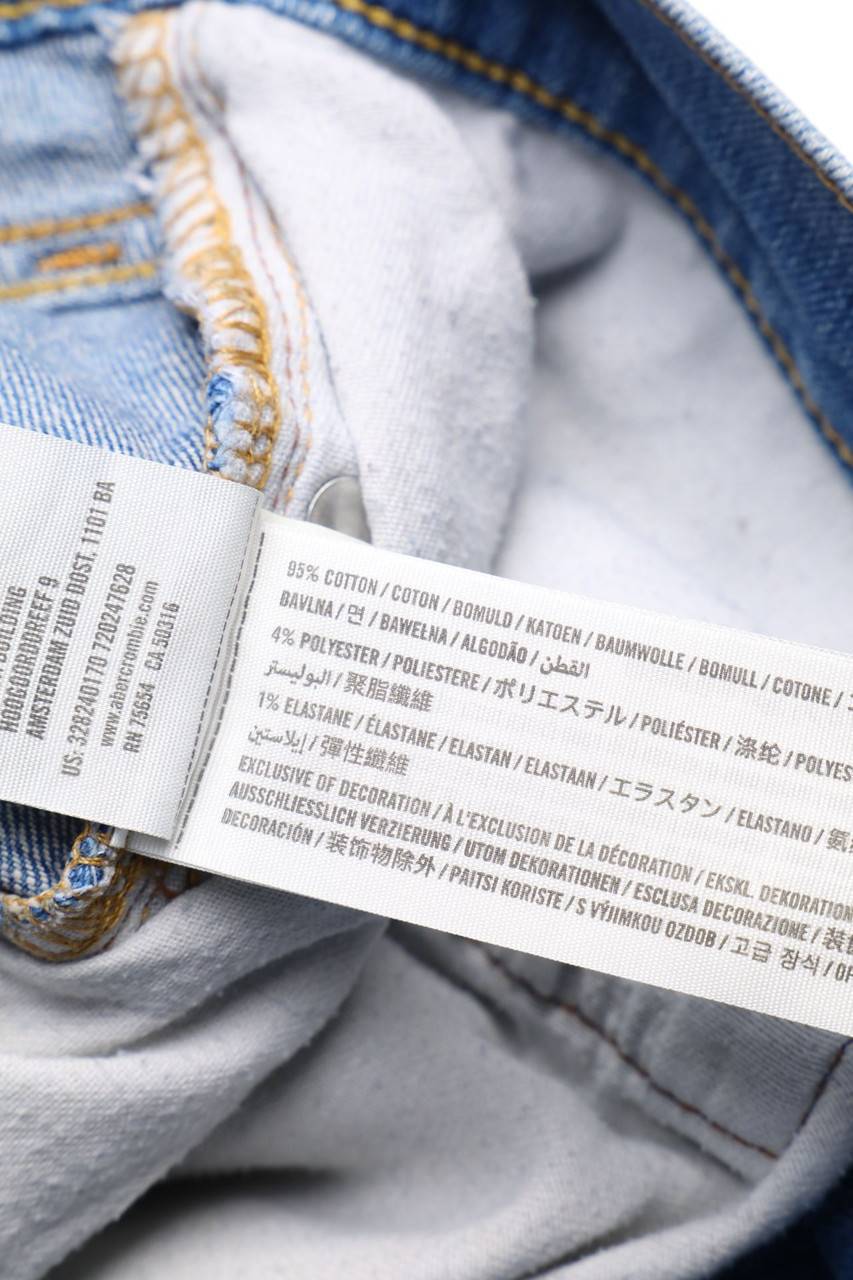 BUILDING
HOOGOORDDREEF 9
AMSTERDAM ZUID OOST. 1101 BA
US: 328240170 720247628
www.abercrombie.com
RN 75654 CA 50316
95% COTTON / COTON / BOMULD / KATOEN / BAUMWOLLE / BOMULL / COTONE /
BAVLNA / 면 / BAWEŁNA / ALGODÃO / القطن
4% POLYESTER / POLIESTERE / ポリエステル / POLIÉSTER / 涤纶 / POLYES
البوليستر / 聚脂纖維
1% ELASTANE / ÉLASTANE / ELASTAN / ELASTAAN / エラスタン / ELASTANO / 氨
إيلاستين / 彈性纖維
EXCLUSIVE OF DECORATION / À L'EXCLUSION DE LA DÉCORATION / EKSKL. DEKORATION
AUSSCHLIESSLICH VERZIERUNG / UTOM DEKORATIONEN / ESCLUSA DECORAZIONE / 装飾
DECORACIÓN / 装饰物除外 / PAITSI KORISTE / S VÝJIMKOU OZDOB / 고급 장식 / OP